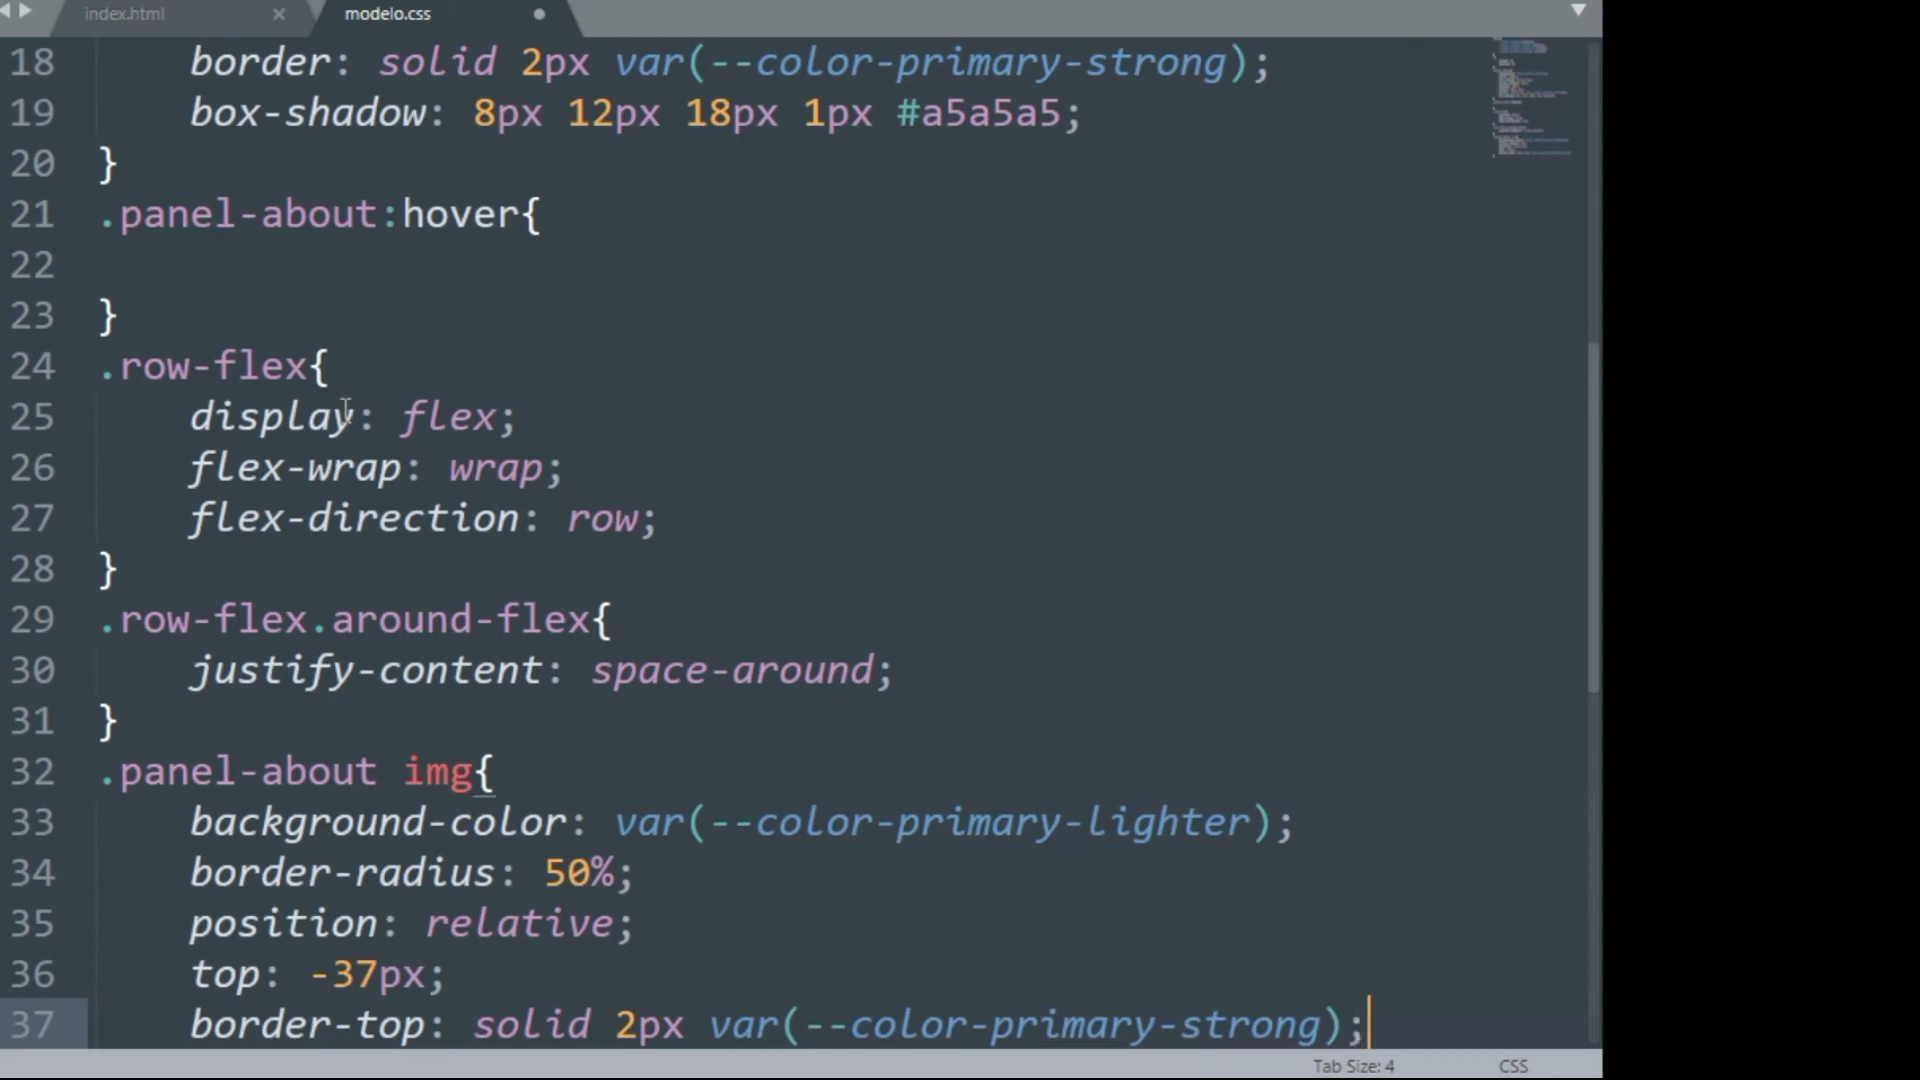 index.html
modelo.css
18 border: solid 2px var(--color-primary-strong);
19 box-shadow: 8px 12px 18px 1px #a5a5a5;
20 }
21 .panel-about:hover{
22
23 }
24 .row-flex{
25 display: flex;
26 flex-wrap: wrap;
27 flex-direction: row;
28 }
29 .row-flex.around-flex{
30 justify-content: space-around;
31 }
32 .panel-about img{
33 background-color: var(--color-primary-lighter);
34 border-radius: 50%;
35 position: relative;
36 top: -37px;
37 border-top: solid 2px var(--color-primary-strong);
Tab Size: 4 CSS